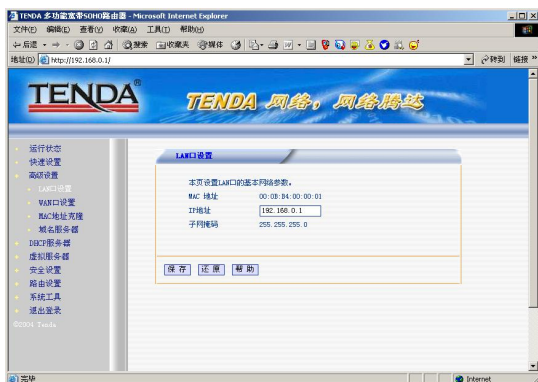 TENDA 多功能宽带SOHO路由器 - Microsoft Internet Explorer
文件(F) 编辑(E) 查看(V) 收藏(A) 工具(T) 帮助(H)
后退 搜索 收藏夹 媒体
地址(D) http://192.168.0.1/ 转到 链接 »
TENDA®
TENDA 网络，网络腾达
运行状态
快速设置
高级设置
LAN口设置
WAN口设置
MAC地址克隆
域名服务器
DHCP服务器
虚拟服务器
安全设置
路由设置
系统工具
退出登录
©2004 Tenda
LAN口设置
本页设置LAN口的基本网络参数。
MAC 地址 00:0B:B4:00:00:01
IP地址 192.168.0.1
子网掩码 255.255.255.0
保 存 还 原 帮 助
完毕 Internet